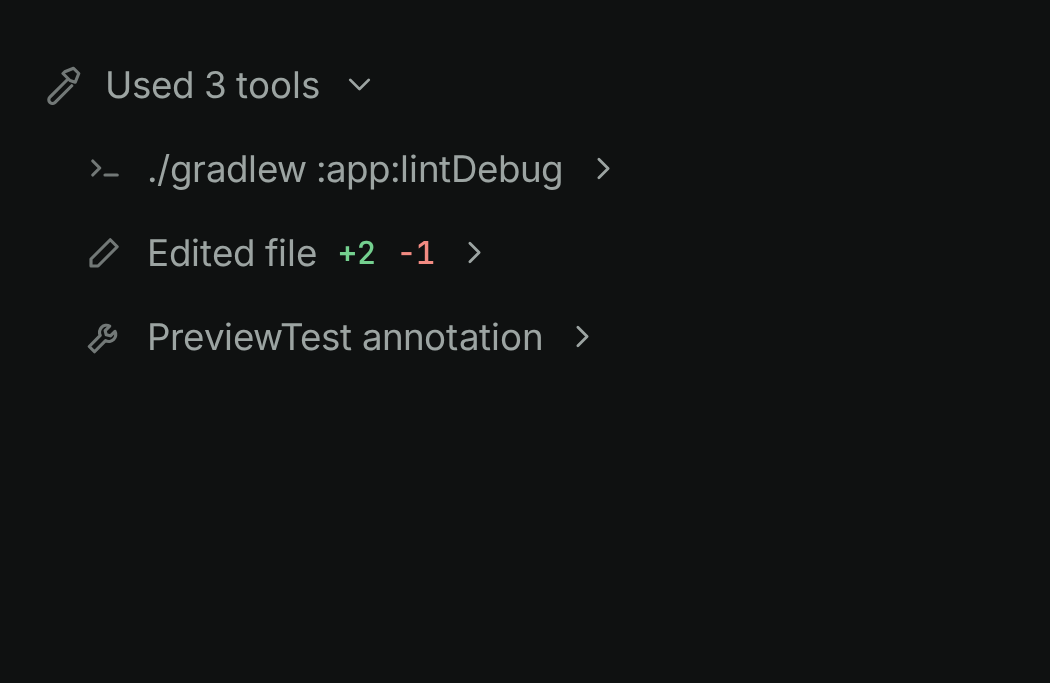 Used 3 tools
./gradlew :app:lintDebug
Edited file +2 -1
PreviewTest annotation